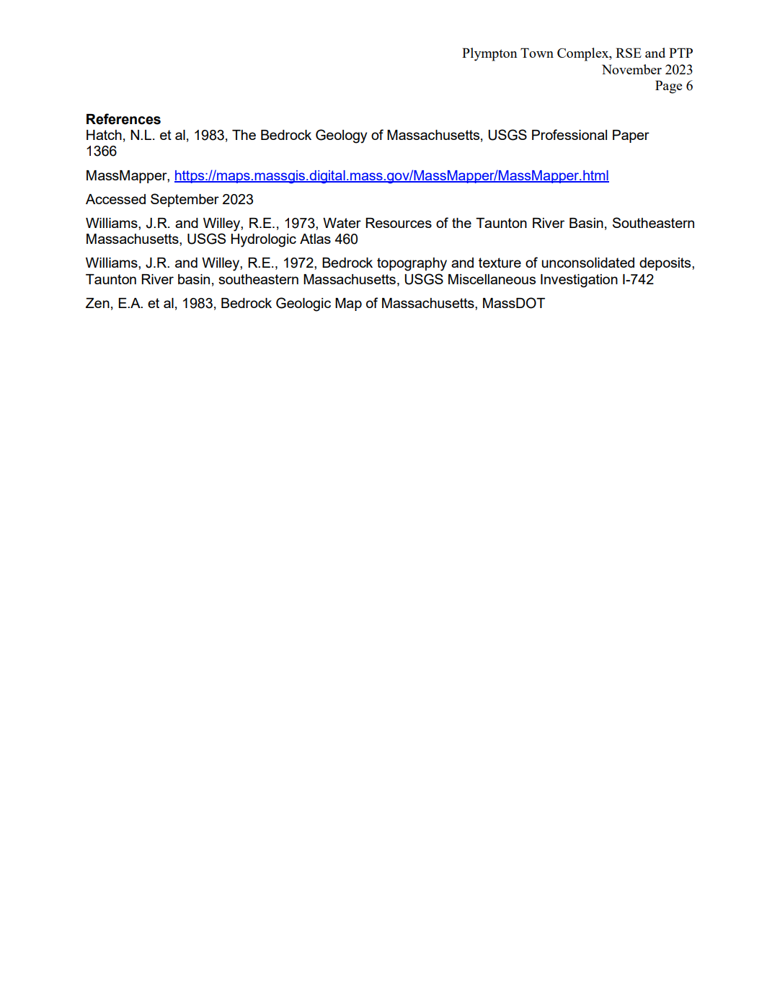 Plympton Town Complex, RSE and PTP
November 2023
Page 6
References
Hatch, N.L. et al, 1983, The Bedrock Geology of Massachusetts, USGS Professional Paper
1366
MassMapper, https://maps.massgis.digital.mass.gov/MassMapper/MassMapper.html
Accessed September 2023
Williams, J.R. and Willey, R.E., 1973, Water Resources of the Taunton River Basin, Southeastern
Massachusetts, USGS Hydrologic Atlas 460
Williams, J.R. and Willey, R.E., 1972, Bedrock topography and texture of unconsolidated deposits,
Taunton River basin, southeastern Massachusetts, USGS Miscellaneous Investigation I-742
Zen, E.A. et al, 1983, Bedrock Geologic Map of Massachusetts, MassDOT